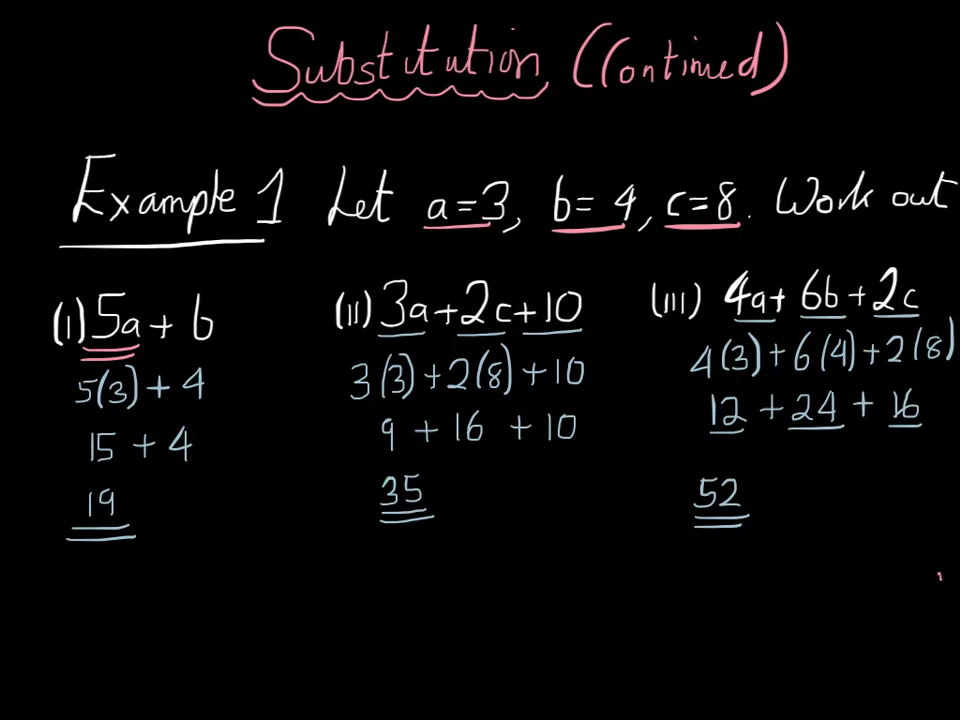 Substitution (Continued)
Example 1 Let a=3, b=4, c=8. Work out
(i) 5a + b
5(3) + 4
15 + 4
19
(ii) 3a+2c+10
3(3)+2(8)+10
9 + 16 + 10
35
(iii) 4a+6b+2c
4(3)+6(4)+2(8)
12 + 24 + 16
52